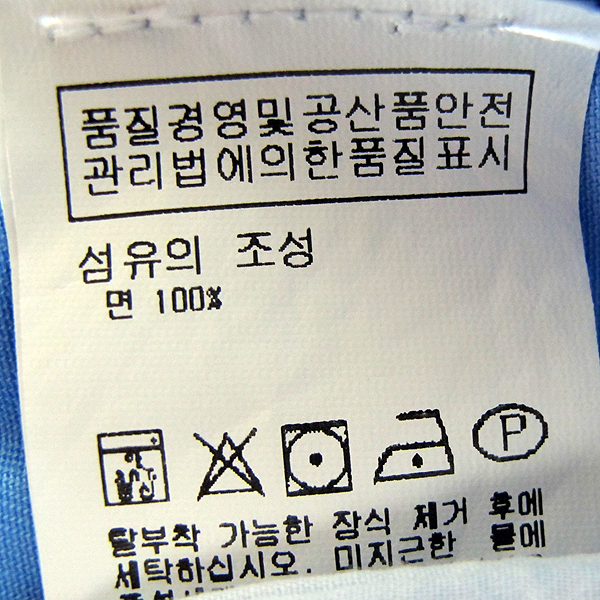 품질경영및공산품안전
관리법에의한품질표시
섬유의 조성
면 100%
P
탈부착 가능한 장식 제거 후에
세탁하십시오. 미지근한 물에